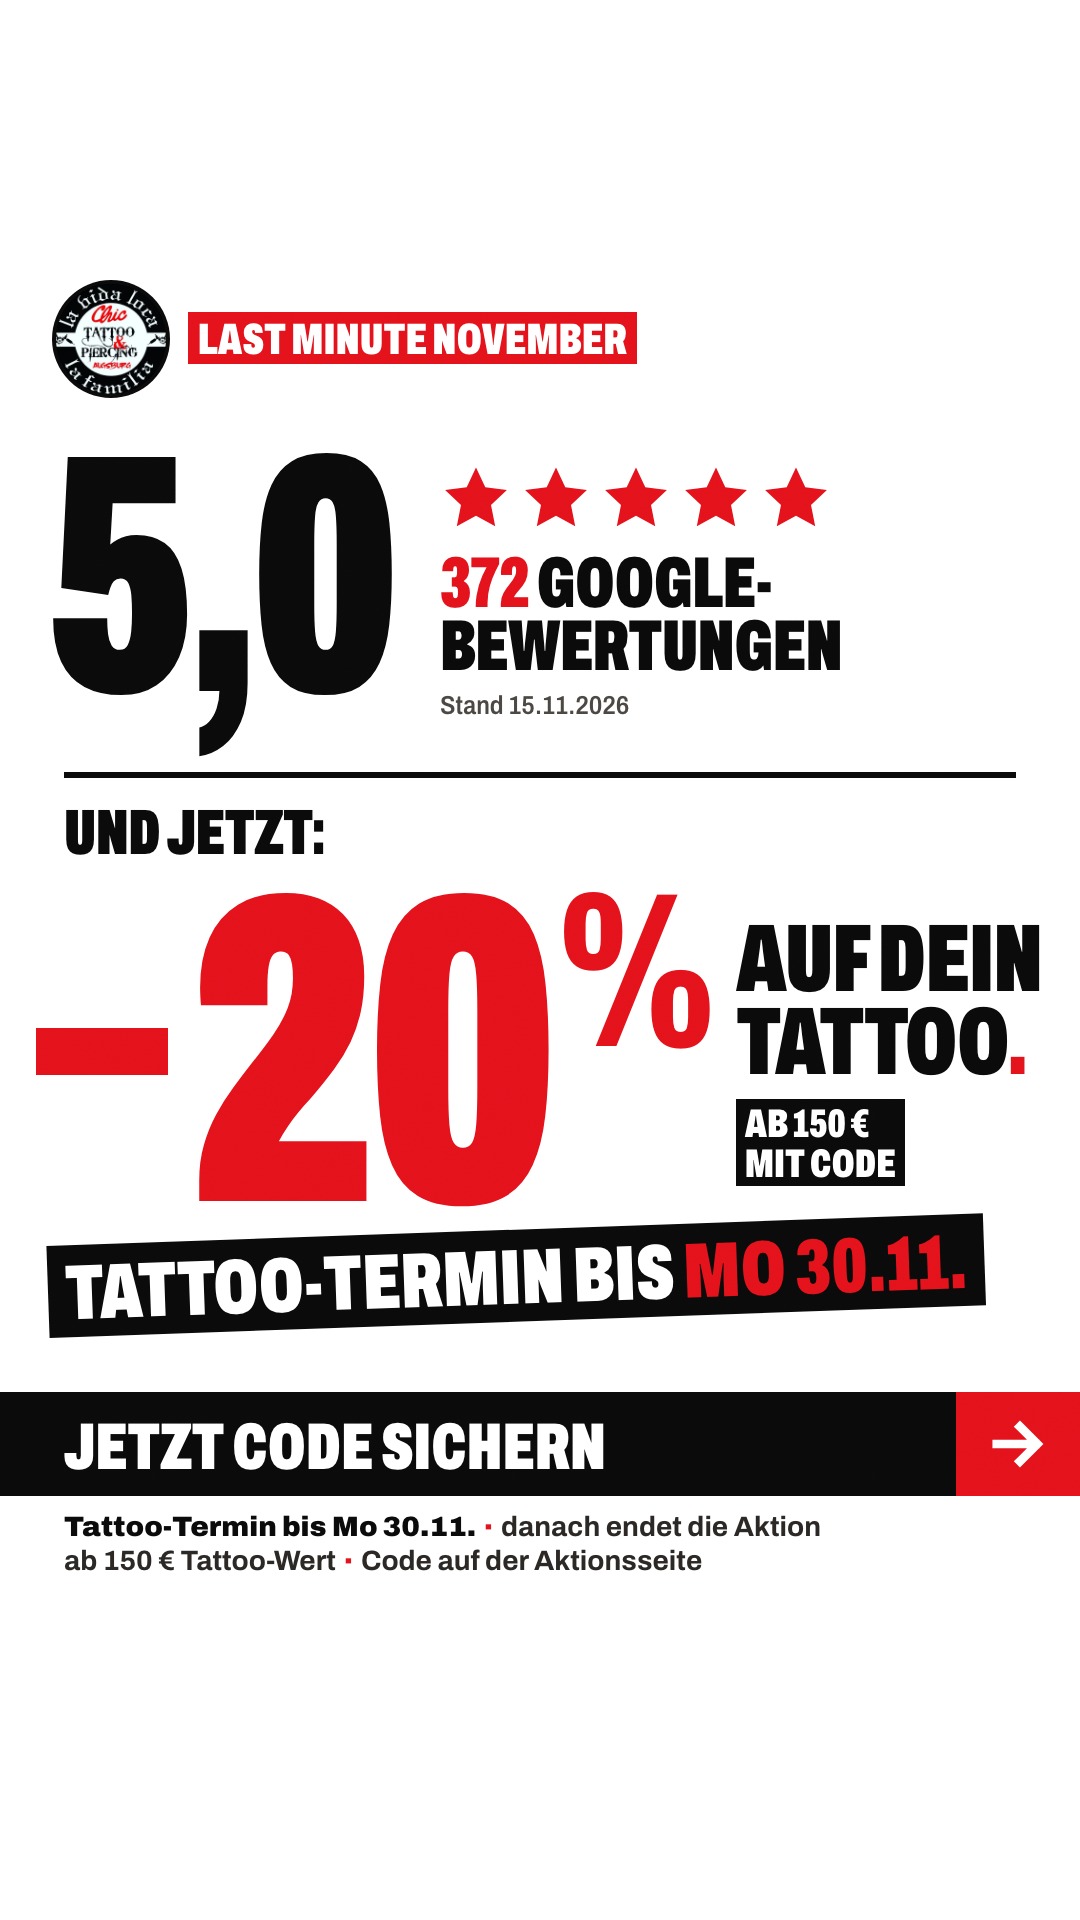 la vida loca
Chic
TATTOO
&
PIERCING
AUGSBURG
la familia
LAST MINUTE NOVEMBER
5,0
372 GOOGLE-
BEWERTUNGEN
Stand 15.11.2026
UND JETZT:
-20%
AUF DEIN
TATTOO.
AB 150 €
MIT CODE
TATTOO-TERMIN BIS MO 30.11.
JETZT CODE SICHERN
Tattoo-Termin bis Mo 30.11. · danach endet die Aktion
ab 150 € Tattoo-Wert · Code auf der Aktionsseite